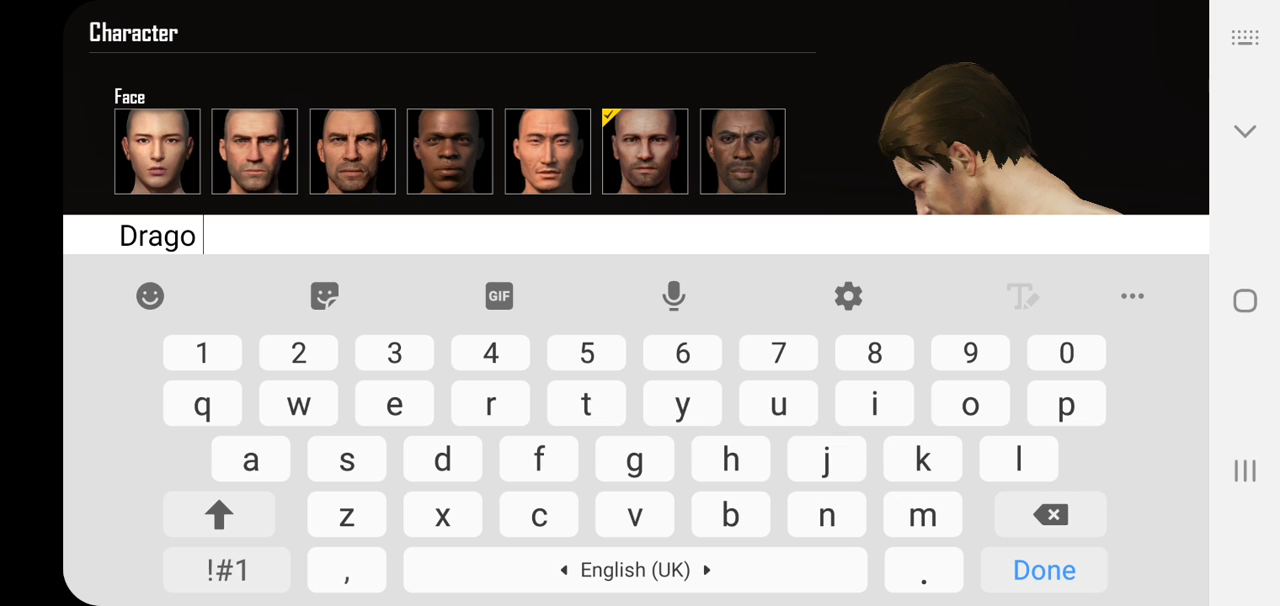 Character
Face
Drago
GIF
1 2 3 4 5 6 7 8 9 0
q w e r t y u i o p
a s d f g h j k l
z x c v b n m
!#1 , English (UK) . Done